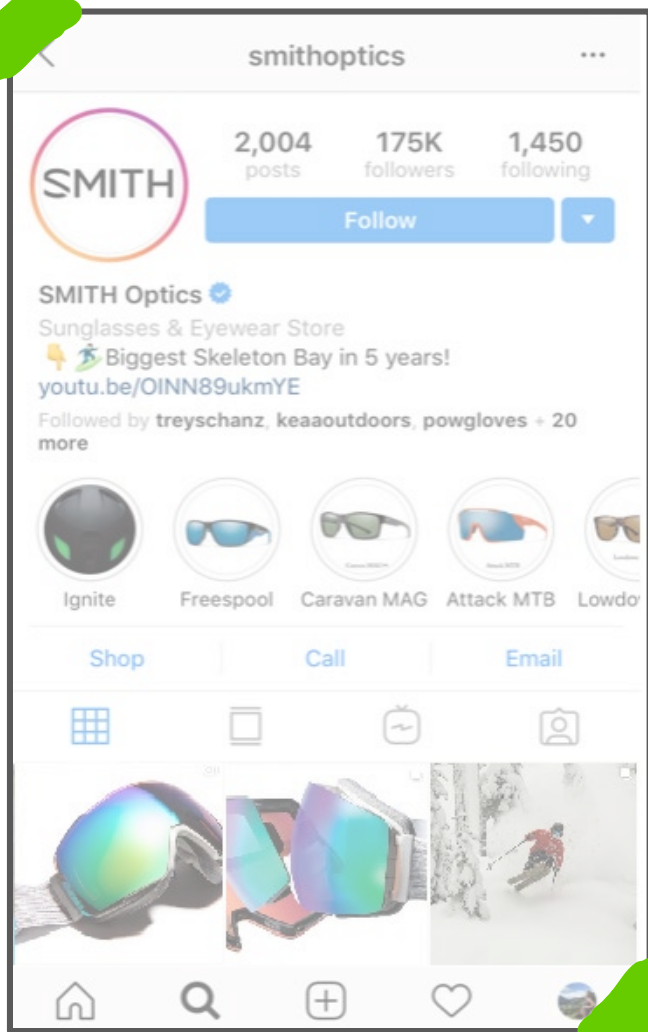 smithoptics
SMITH
2,004 175K 1,450
posts followers following
Follow
SMITH Optics
Sunglasses & Eyewear Store
Biggest Skeleton Bay in 5 years!
youtu.be/OINN89ukmYE
Followed by treyschanz, keaaoutdoors, powgloves + 20
more
Ignite Freespool Caravan MAG Attack MTB Lowdo
Shop Call Email